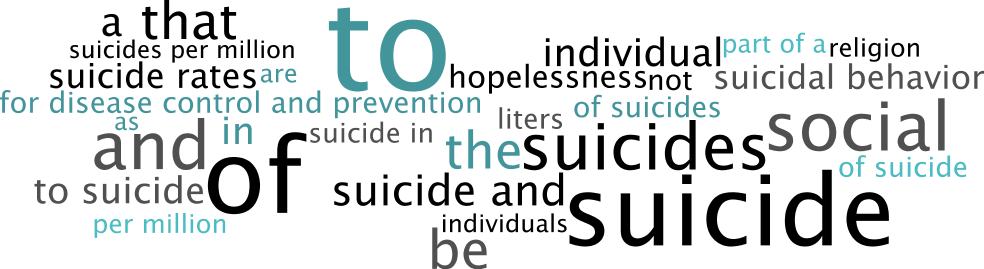 a that
to
individual
part of a
religion
suicides per million
suicide rates
are
hopelessness
not
suicidal behavior
for disease control and prevention
as
and
in
suicide in
liters
of suicides
social
the
suicides
of suicide
of
to suicide
suicide and
suicide
per million
individuals
be